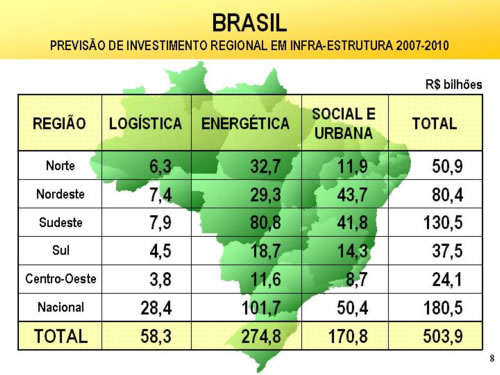 BRASIL
PREVISÃO DE INVESTIMENTO REGIONAL EM INFRA-ESTRUTURA 2007-2010
R$ bilhões
REGIÃO LOGÍSTICA ENERGÉTICA SOCIAL E URBANA TOTAL
Norte 6,3 32,7 11,9 50,9
Nordeste 7,4 29,3 43,7 80,4
Sudeste 7,9 80,8 41,8 130,5
Sul 4,5 18,7 14,3 37,5
Centro-Oeste 3,8 11,6 8,7 24,1
Nacional 28,4 101,7 50,4 180,5
TOTAL 58,3 274,8 170,8 503,9
8